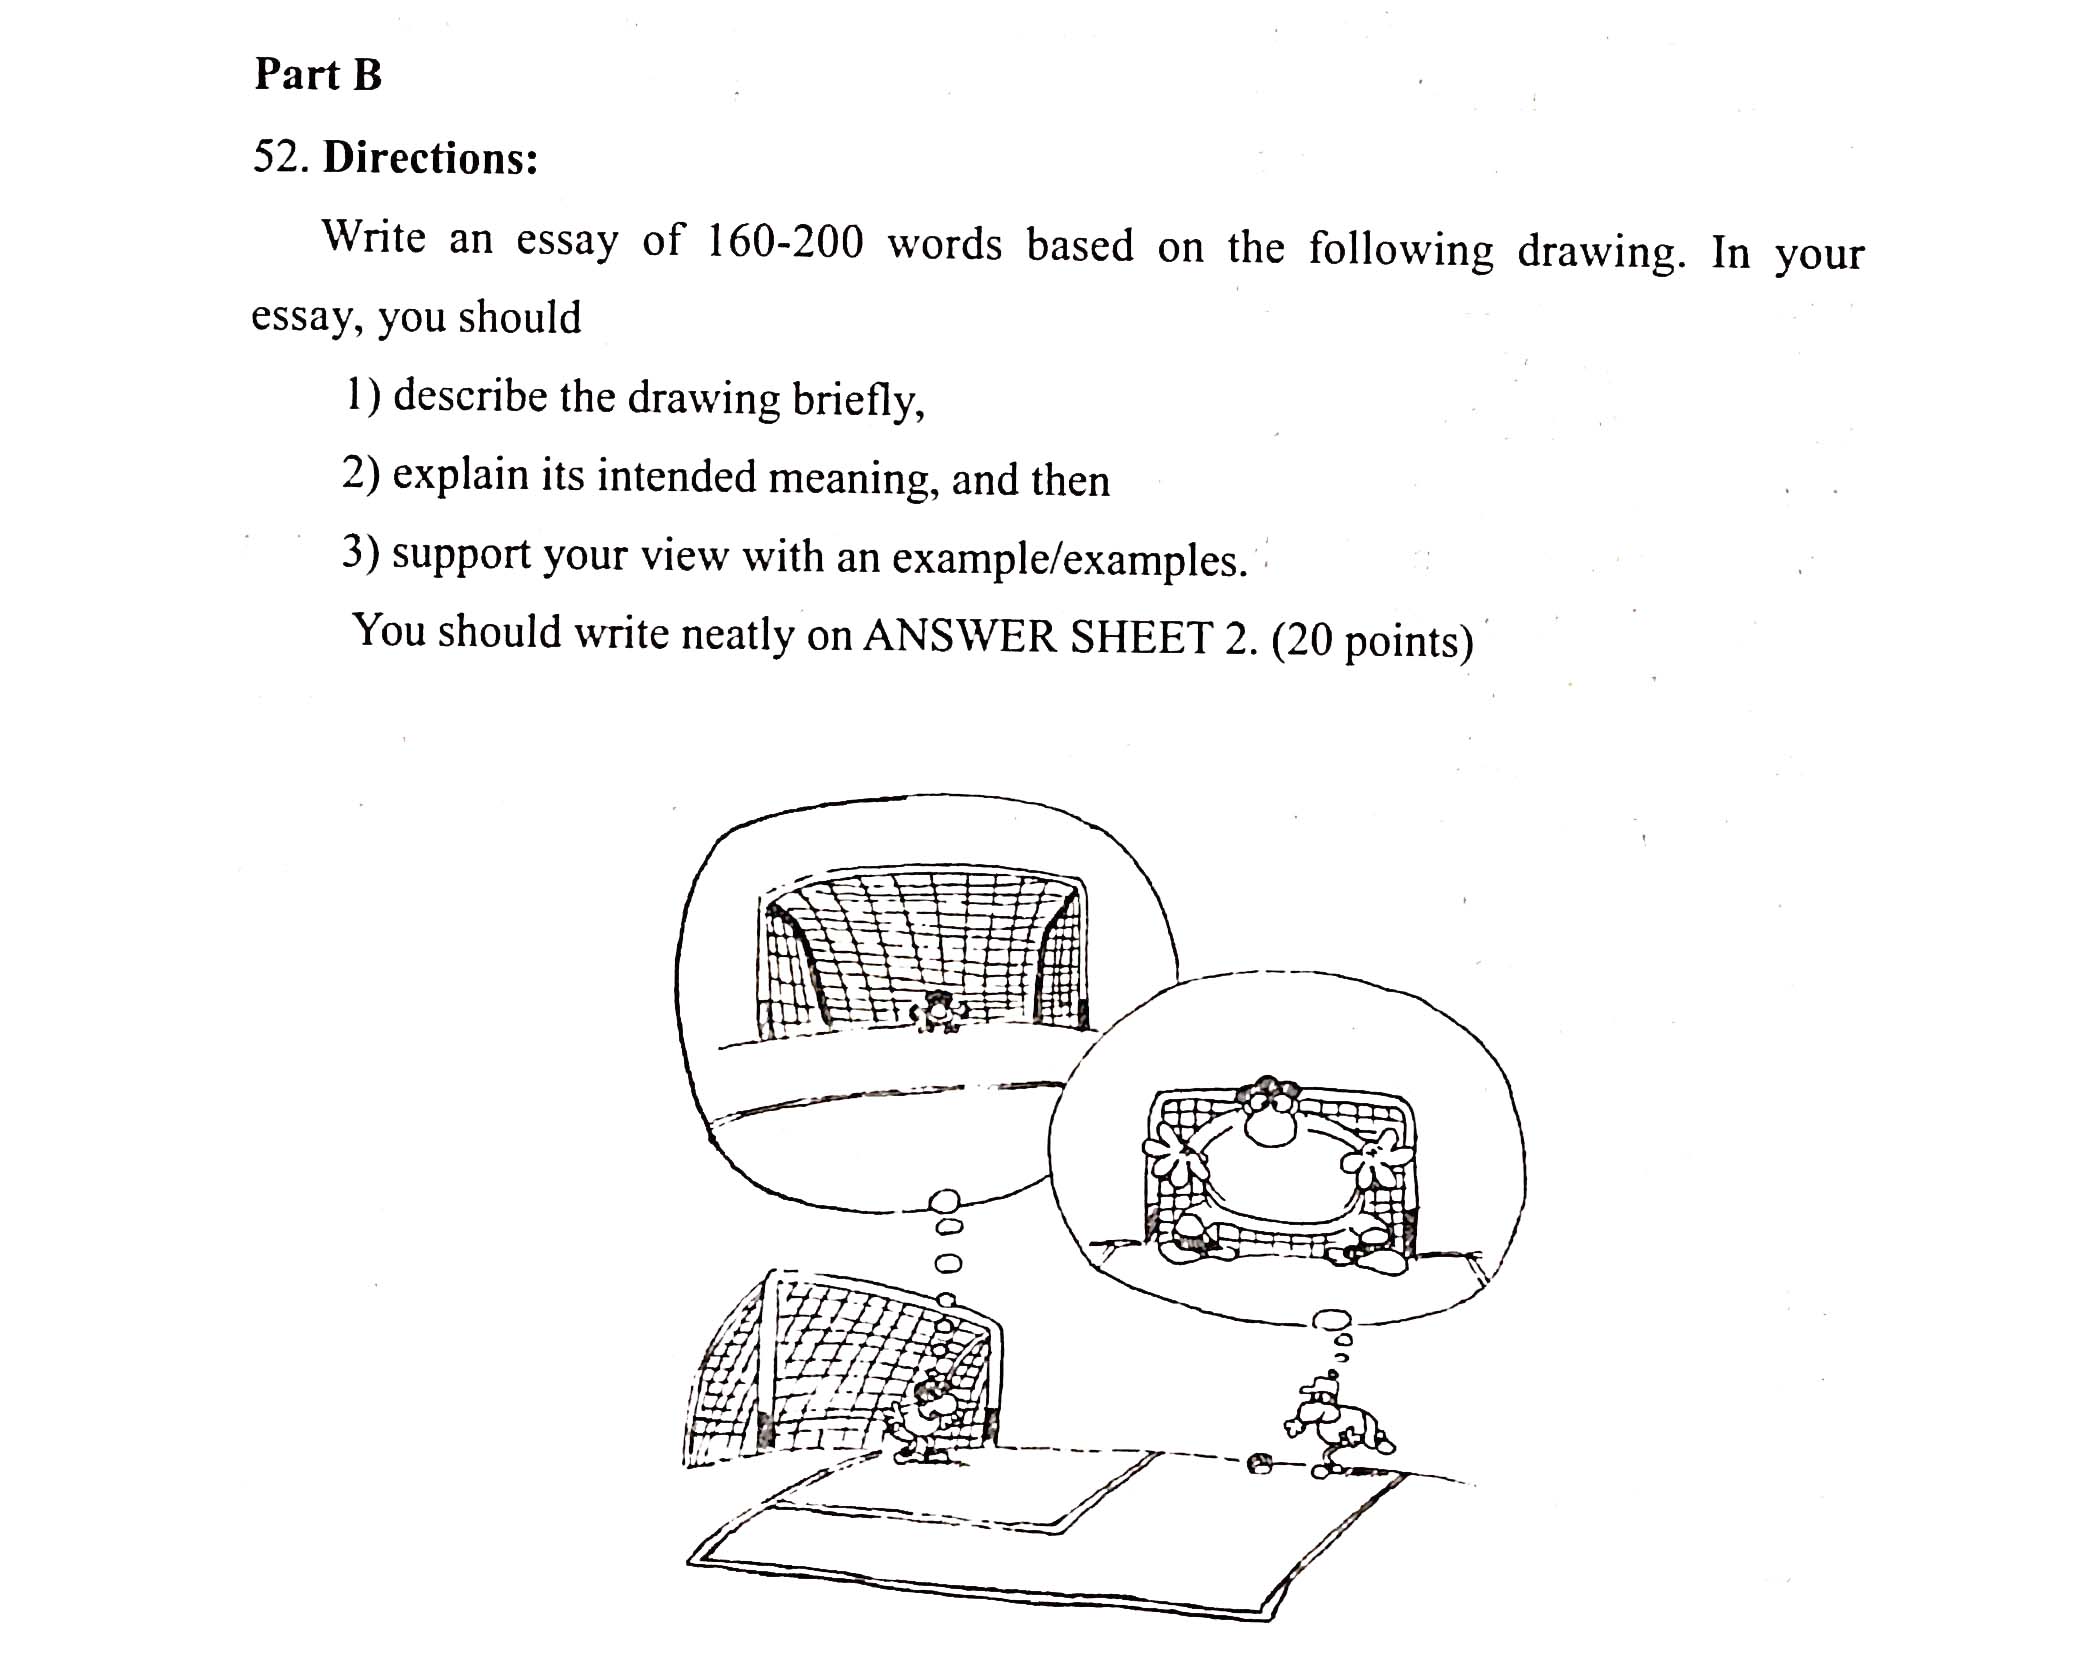 Part B
52. Directions:
Write an essay of 160-200 words based on the following drawing. In your
essay, you should
1) describe the drawing briefly,
2) explain its intended meaning, and then
3) support your view with an example/examples.
You should write neatly on ANSWER SHEET 2. (20 points)